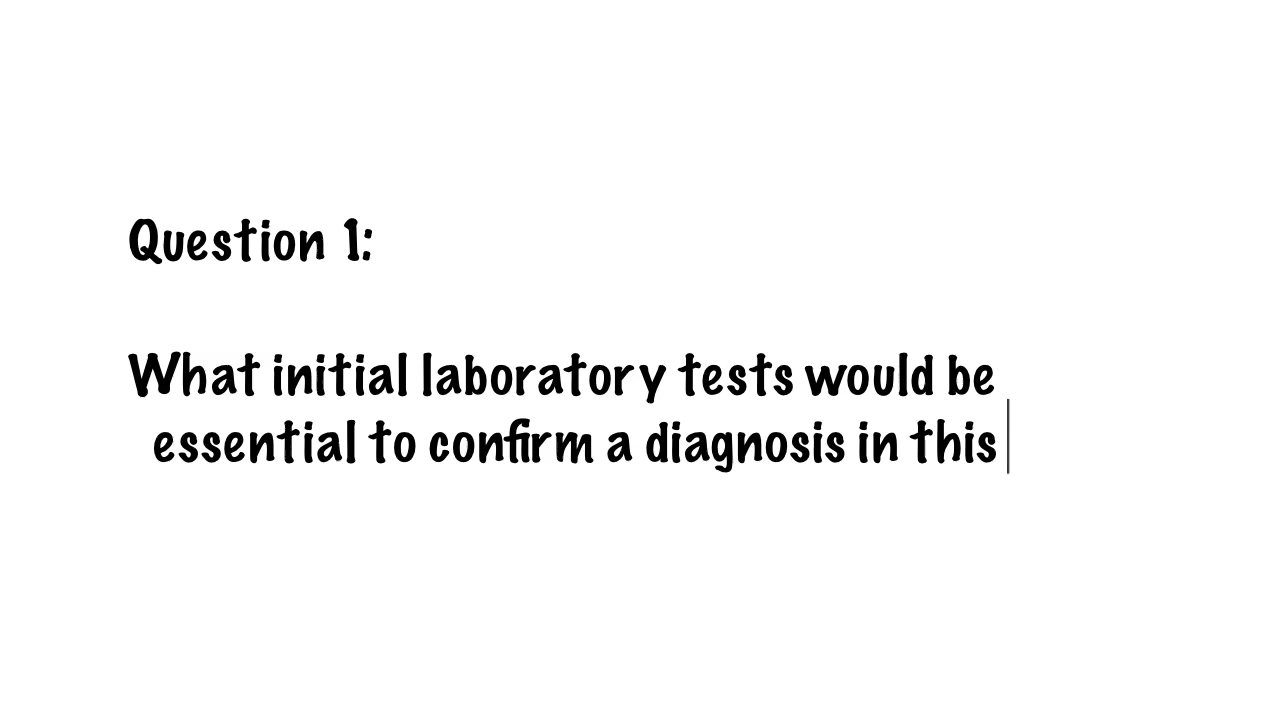 Question 1:
What initial laboratory tests would be
essential to confirm a diagnosis in this